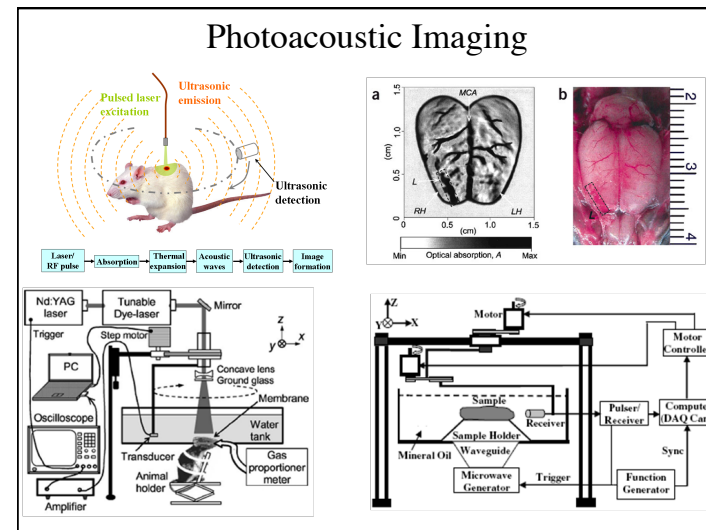 Photoacoustic Imaging
Pulsed laser
excitation
Ultrasonic
emission
Ultrasonic
detection
Laser/
RF pulse
Absorption
Thermal
expansion
Acoustic
waves
Ultrasonic
detection
Image
formation
a
MCA
1.5
1.0
(cm)
0.5
0
L
RH
LH
0
0.5
1.0
1.5
(cm)
Min
Optical absorption, A
Max
b
L
2
3
4
Nd:YAG
laser
Tunable
Dye-laser
Mirror
Trigger
Step motor
z
y
x
PC
Concave lens
Ground glass
Membrane
Oscilloscope
Water
tank
Transducer
Gas
proportioner
meter
Animal
holder
Amplifier
Z
Y
X
Motor
Motor
Controlle
Sample
Receiver
Pulser/
Receiver
Compute
(DAQ Car
Sample Holder
Mineral Oil
Waveguide
Sync
Microwave
Generator
Trigger
Function
Generator